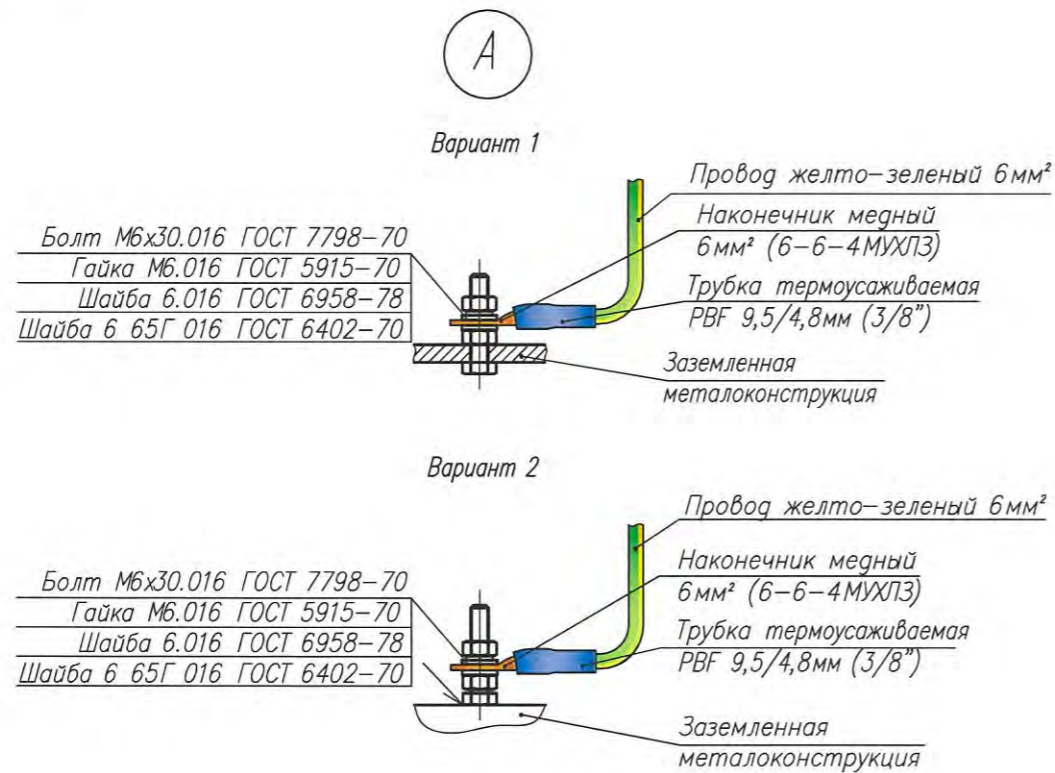 А
Вариант 1
Провод желто-зеленый 6мм²
Наконечник медный
6мм² (6-6-4МУХЛ3)
Болт М6х30.016 ГОСТ 7798-70
Гайка М6.016 ГОСТ 5915-70
Шайба 6.016 ГОСТ 6958-78
Шайба 6 65Г 016 ГОСТ 6402-70
Трубка термоусаживаемая
PBF 9,5/4,8мм (3/8")
Заземленная
металоконструкция
Вариант 2
Провод желто-зеленый 6мм²
Наконечник медный
6мм² (6-6-4МУХЛ3)
Болт М6х30.016 ГОСТ 7798-70
Гайка М6.016 ГОСТ 5915-70
Шайба 6.016 ГОСТ 6958-78
Шайба 6 65Г 016 ГОСТ 6402-70
Трубка термоусаживаемая
PBF 9,5/4,8мм (3/8")
Заземленная
металоконструкция